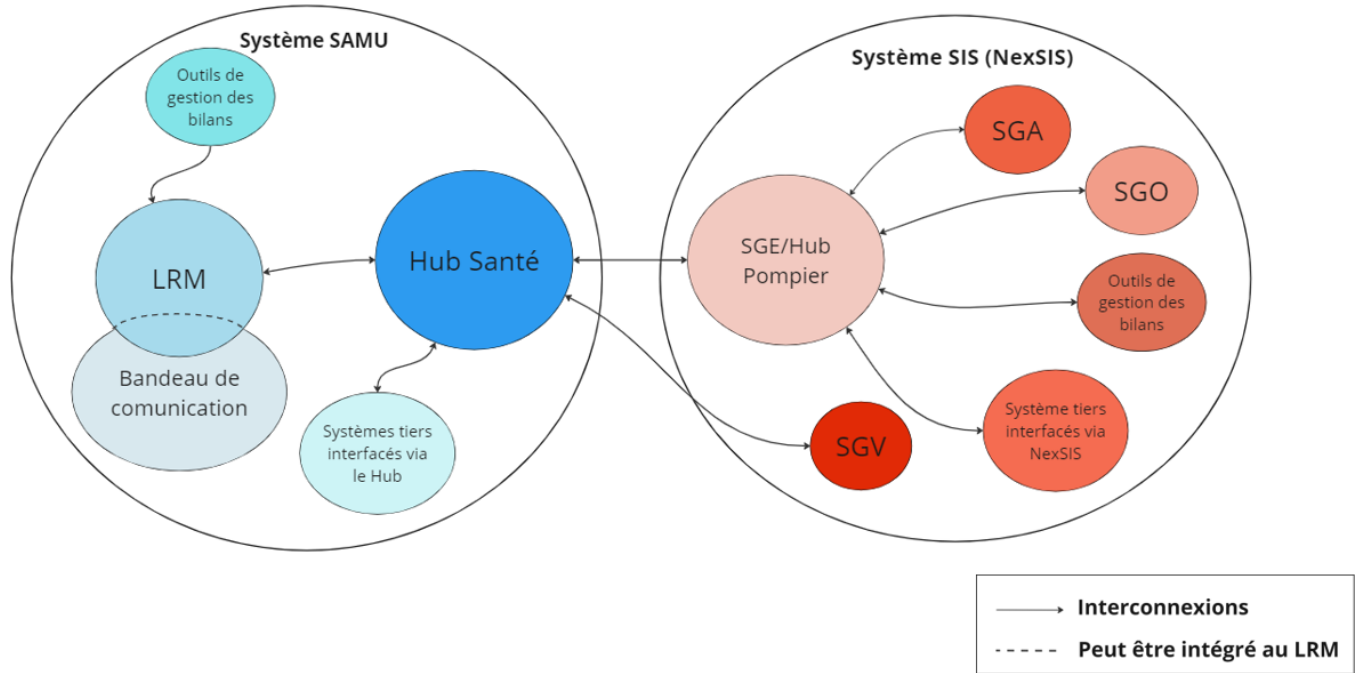 Système SAMU
Outils de
gestion des
bilans
LRM
Bandeau de
comunication
Hub Santé
Systèmes tiers
interfacés via
le Hub
Système SIS (NexSIS)
SGE/Hub
Pompier
SGA
SGO
Outils de
gestion des
bilans
Système tiers
interfacés via
NexSIS
SGV
Interconnexions
Peut être intégré au LRM